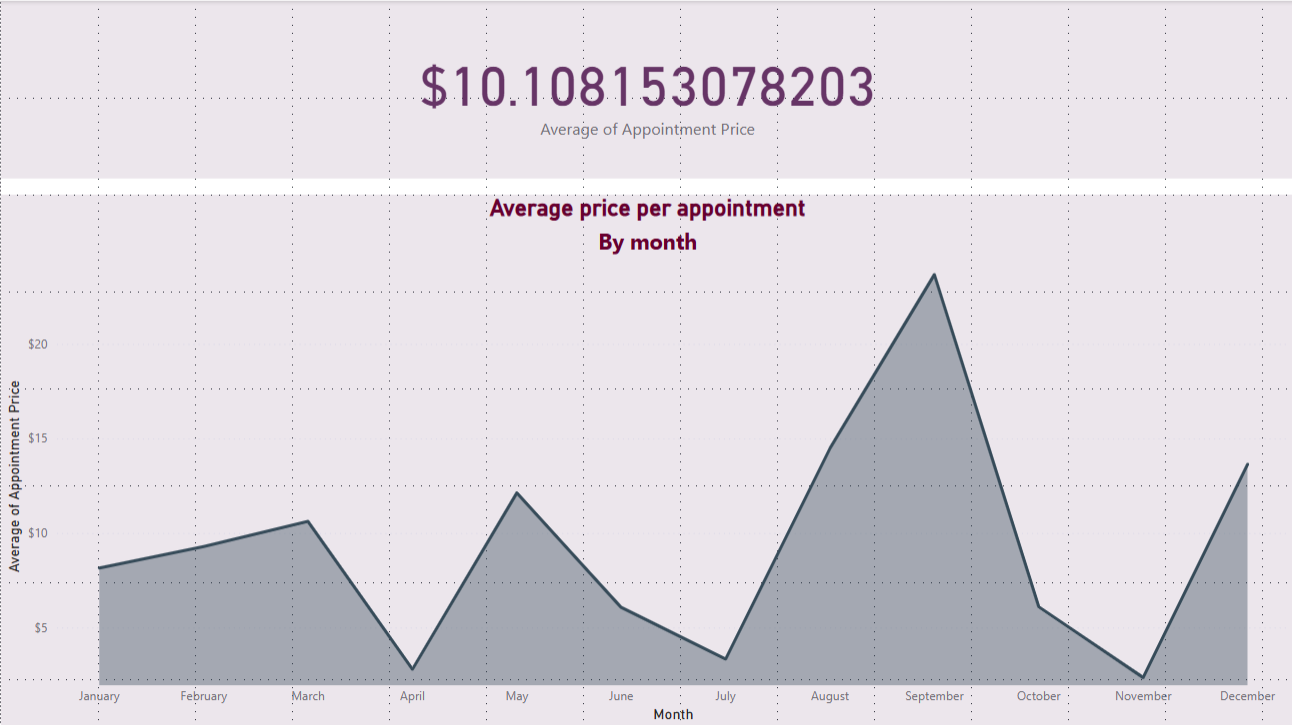 $10.108153078203
Average of Appointment Price
Average price per appointment
By month
Average of Appointment Price
$20
$15
$10
$5
January February March April May June July August September October November December
Month